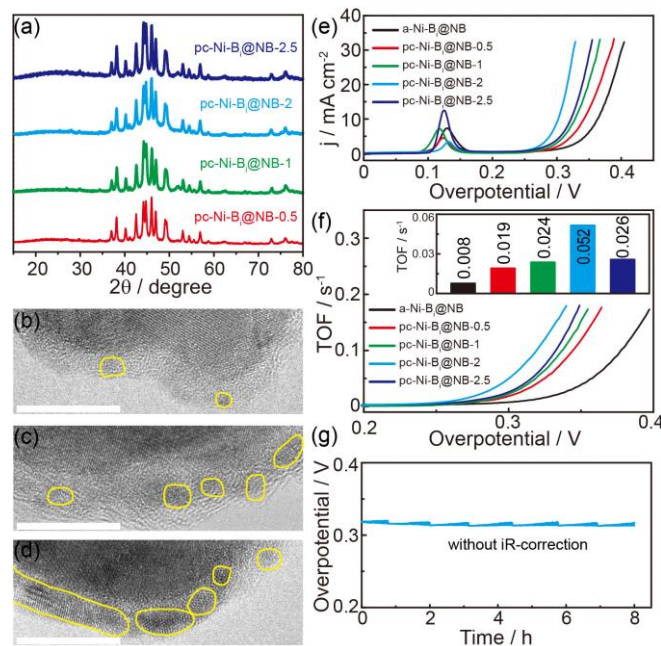 (a)
pc-Ni-Bi@NB-2.5
pc-Ni-Bi@NB-2
pc-Ni-Bi@NB-1
pc-Ni-Bi@NB-0.5
20 30 40 50 60 70 80
2θ / degree
(b)
(c)
(d)
(e)
40
30
20
10
0
j / mA cm-2
a-Ni-Bi@NB
pc-Ni-Bi@NB-0.5
pc-Ni-Bi@NB-1
pc-Ni-Bi@NB-2
pc-Ni-Bi@NB-2.5
0.0 0.1 0.2 0.3 0.4
Overpotential / V
(f)
0.3
0.2
0.1
0
TOF / s-1
0.06
0.03
0
TOF / s-1
0.008
0.019
0.024
0.052
0.026
a-Ni-Bi@NB
pc-Ni-Bi@NB-0.5
pc-Ni-Bi@NB-1
pc-Ni-Bi@NB-2
pc-Ni-Bi@NB-2.5
0.2 0.3 0.4
Overpotential / V
(g)
0.4
0.3
0.2
Overpotential / V
without iR-correction
0 2 4 6 8
Time / h